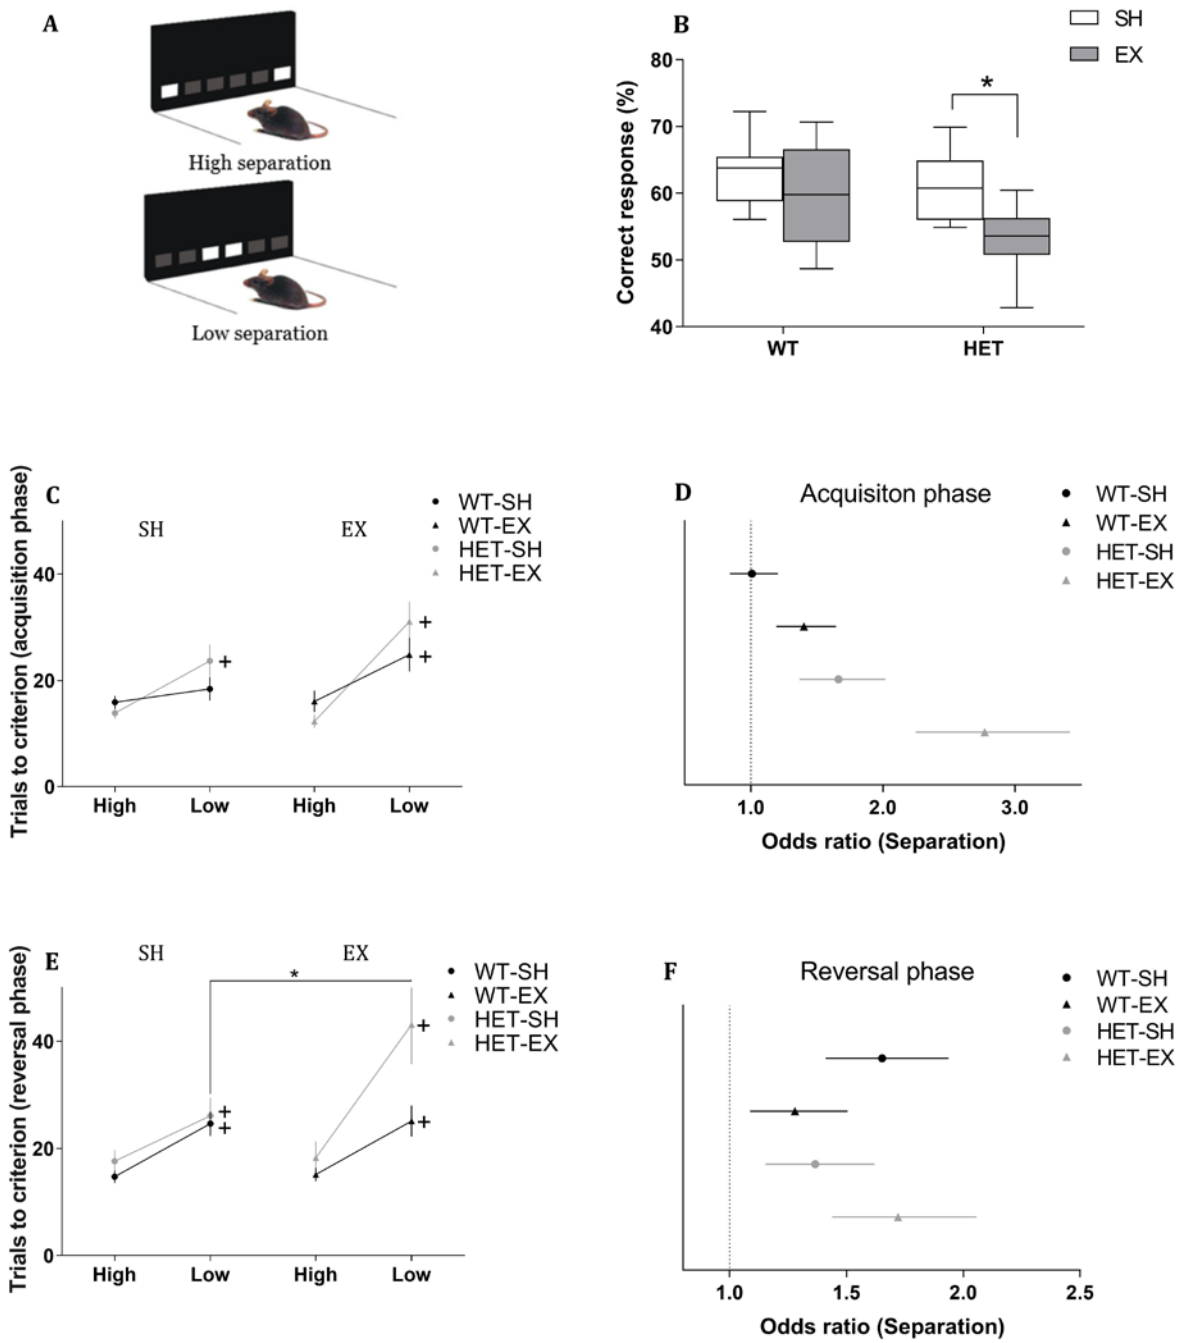 A
High separation
Low separation
B
SH
EX
Correct response (%)
80
70
60
50
40
*
WT
HET
C
Trials to criterion (acquisition phase)
SH
EX
WT-SH
WT-EX
HET-SH
HET-EX
40
20
0
+
+
+
High
Low
High
Low
D
Acquisiton phase
WT-SH
WT-EX
HET-SH
HET-EX
1.0
2.0
3.0
Odds ratio (Separation)
E
Trials to criterion (reversal phase)
SH
EX
*
WT-SH
WT-EX
HET-SH
HET-EX
40
20
0
+
+
+
+
High
Low
High
Low
F
Reversal phase
WT-SH
WT-EX
HET-SH
HET-EX
1.0
1.5
2.0
2.5
Odds ratio (Separation)